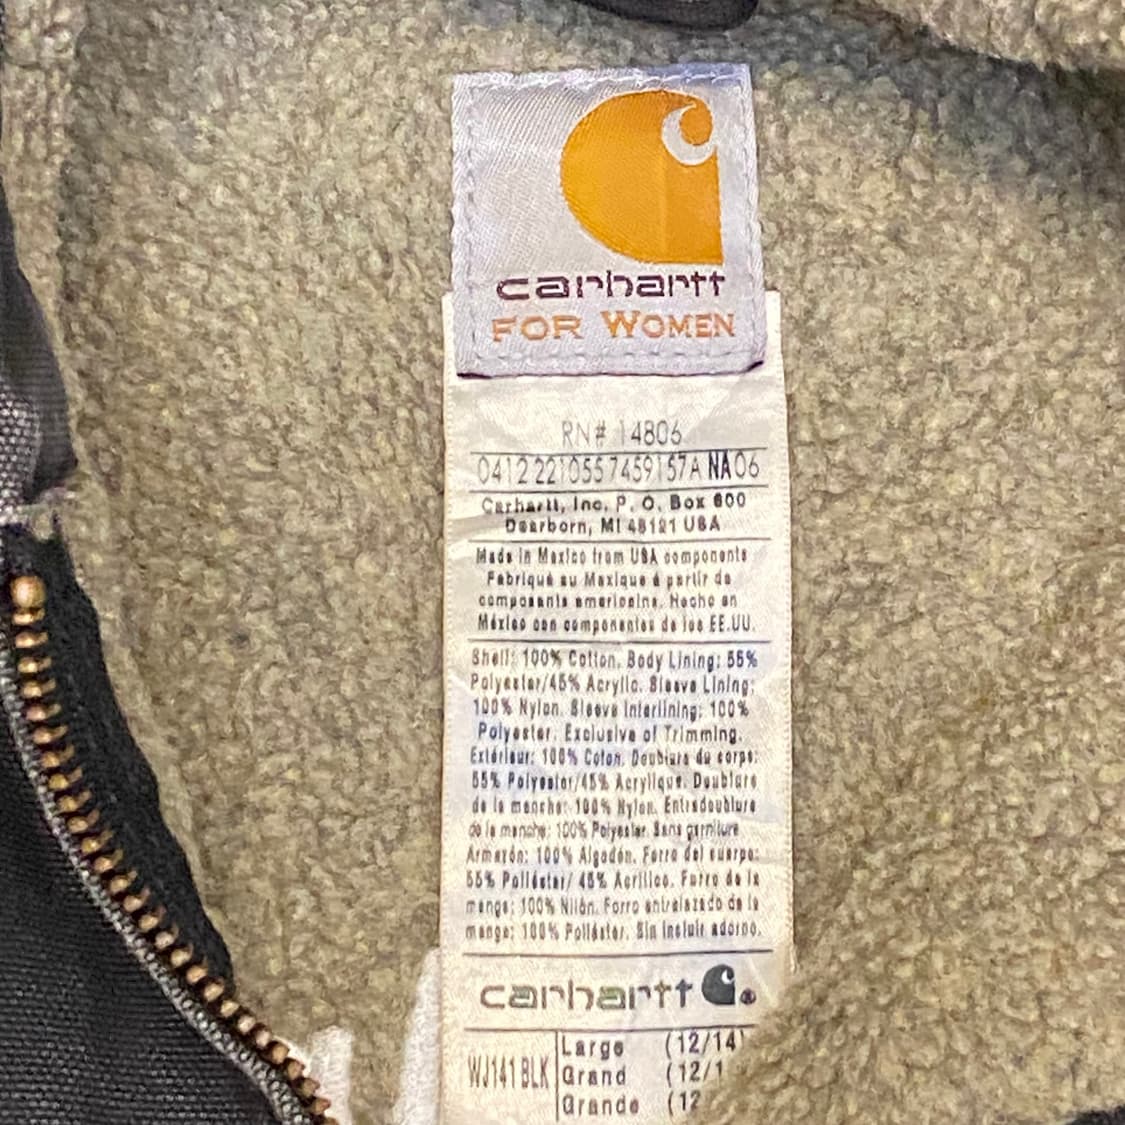 carhartt
FOR WOMEN
RN# 14806
0412 221055 7459157A NA 06
Carhartt, Inc. P. O. Box 600
Dearborn, MI 48121 USA
Made in Mexico from USA components
Fabriqué au Mexique à partir de
composants americains. Hecho en
México con componentes de los EE.UU.
Shell: 100% Cotton. Body Lining: 55%
Polyester/45% Acrylic. Sleeve Lining:
100% Nylon. Sleeve Interlining: 100%
Polyester. Exclusive of Trimming.
Extérieur: 100% Coton. Doublure du corps:
55% Polyester/45% Acrylique. Doublure
de la manche: 100% Nylon. Entredoublure
de la manche: 100% Polyester. Sans garniture
Armazón: 100% Algodón. Forro del cuerpo:
55% Poliéster/ 45% Acrílico. Forro de la
manga: 100% Nilón. Forro entrelazado de la
manga: 100% Poliéster. Sin incluir adorno.
carhartt ®
WJ141 BLK
Large (12/14)
Grand (12/1
Grande (12